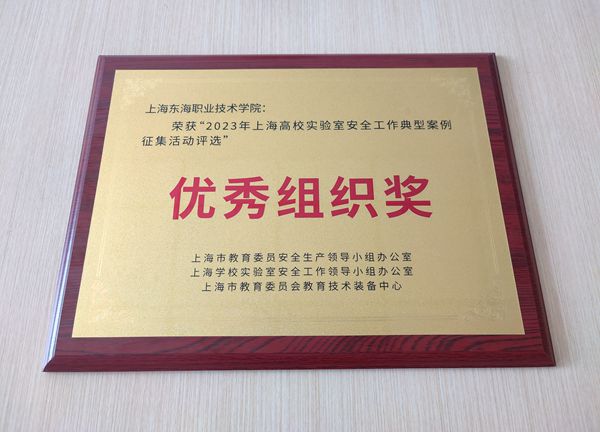 上海东海职业技术学院：
荣获“2023年上海高校实验室安全工作典型案例
征集活动评选”
优秀组织奖
上海市教育委员安全生产领导小组办公室
上海学校实验室安全工作领导小组办公室
上海市教育委员会教育技术装备中心